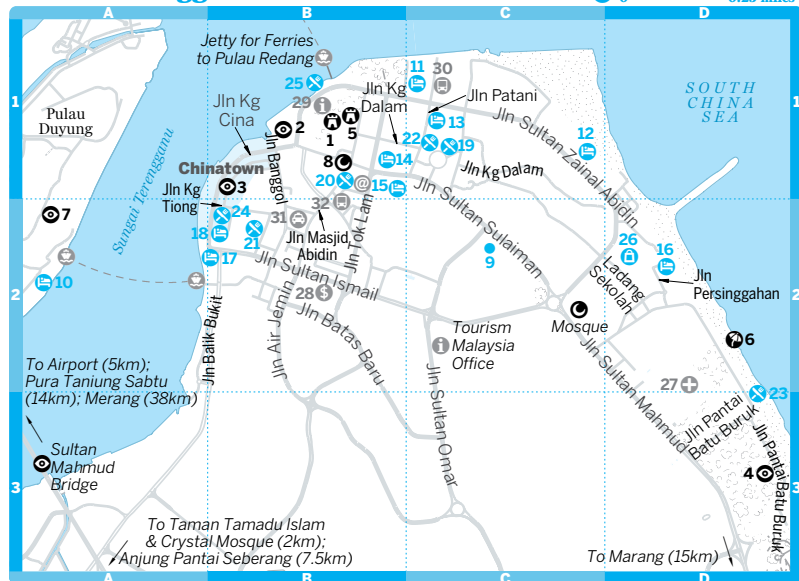 A
B
C
D
Jetty for Ferries
to Pulau Redang
25
11
30
SOUTH
CHINA
SEA
1
1
Pulau
Duyung
Jln Kg
Cina
29
2
1
5
Jln Kg
Dalam
Jln Patani
13
22
19
12
Jln Sultan Zainal Abidin
Jln Banggol
8
14
Jln Kg Dalam
Chinatown
3
20
@
15
Jln Kg
Tiong
7
Sungai Terengganu
24
18
21
31
32
Jln Masjid
Abidin
Jln Tok Lam
Jln Sultan Sulaiman
9
26
16
Ladang
Sekolah
Jln
Persinggahan
17
10
2
2
Jln Sultan Ismail
28
$
Jln Air Jernih
Jln Batas Baru
Jln Balik Bukit
Mosque
6
Tourism
Malaysia
Office
Jln Sultan Mahmud
27
23
To Airport (5km);
Pura Tanjung Sabtu
(14km); Merang (38km)
Jln Sultan Omar
Jln Pantai
Batu Buruk
Jln Pantai Batu Buruk
Sultan
Mahmud
Bridge
4
3
3
To Taman Tamadu Islam
& Crystal Mosque (2km);
Anjung Pantai Seberang (7.5km)
To Marang (15km)
A
B
C
D